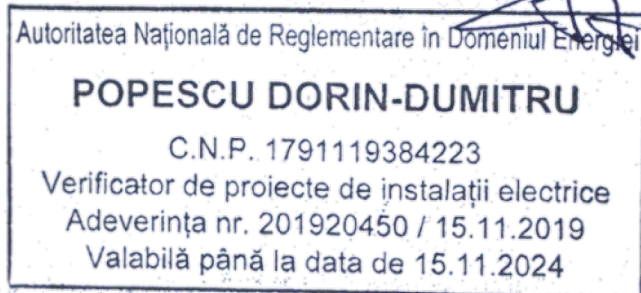 Autoritatea Națională de Reglementare în Domeniul Energiei
POPESCU DORIN-DUMITRU
C.N.P. 1791119384223
Verificator de proiecte de instalații electrice
Adeverința nr. 201920450 / 15.11.2019
Valabilă până la data de 15.11.2024